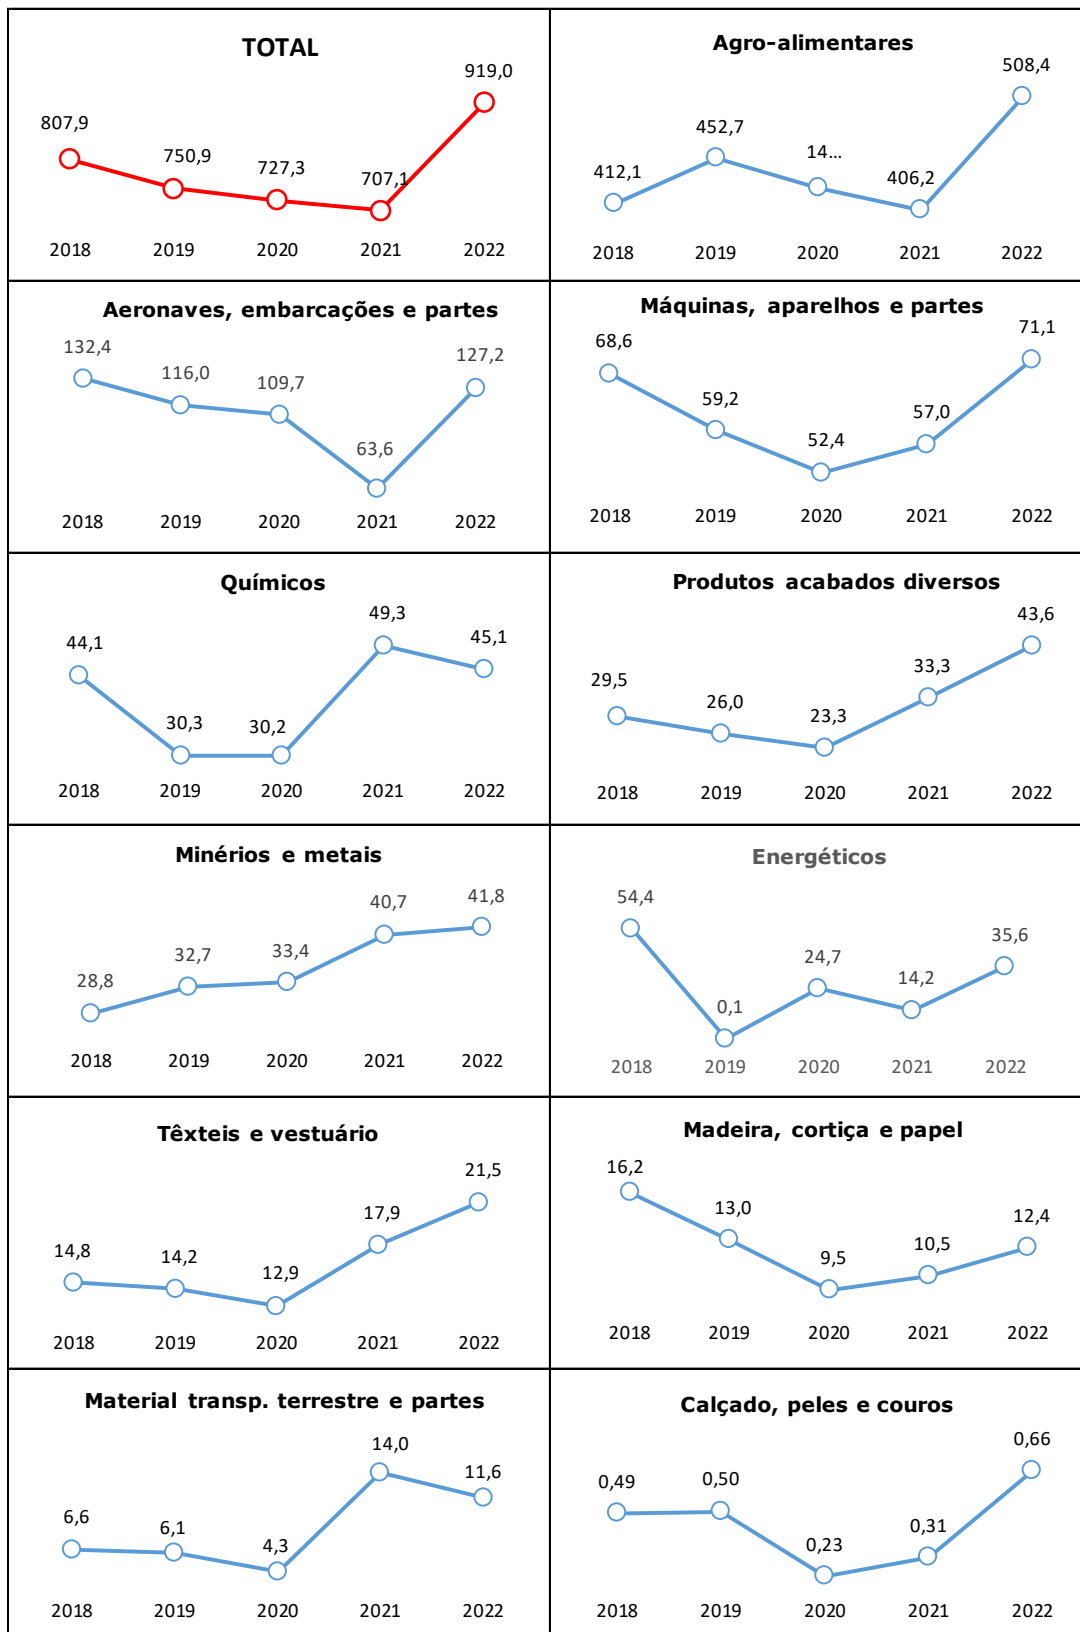 TOTAL
919,0
807,9
750,9
727,3
707,1
2018 2019 2020 2021 2022
Agro-alimentares
508,4
452,7
14...
412,1
406,2
2018 2019 2020 2021 2022
Aeronaves, embarcações e partes
132,4
127,2
116,0
109,7
63,6
2018 2019 2020 2021 2022
Máquinas, aparelhos e partes
71,1
68,6
59,2
57,0
52,4
2018 2019 2020 2021 2022
Químicos
49,3
45,1
44,1
30,3 30,2
2018 2019 2020 2021 2022
Produtos acabados diversos
43,6
33,3
29,5
26,0
23,3
2018 2019 2020 2021 2022
Minérios e metais
41,8
40,7
33,4
32,7
28,8
2018 2019 2020 2021 2022
Energéticos
54,4
35,6
24,7
14,2
0,1
2018 2019 2020 2021 2022
Têxteis e vestuário
21,5
17,9
14,8
14,2
12,9
2018 2019 2020 2021 2022
Madeira, cortiça e papel
16,2
13,0
12,4
10,5
9,5
2018 2019 2020 2021 2022
Material transp. terrestre e partes
14,0
11,6
6,6
6,1
4,3
2018 2019 2020 2021 2022
Calçado, peles e couros
0,66
0,49 0,50
0,31
0,23
2018 2019 2020 2021 2022